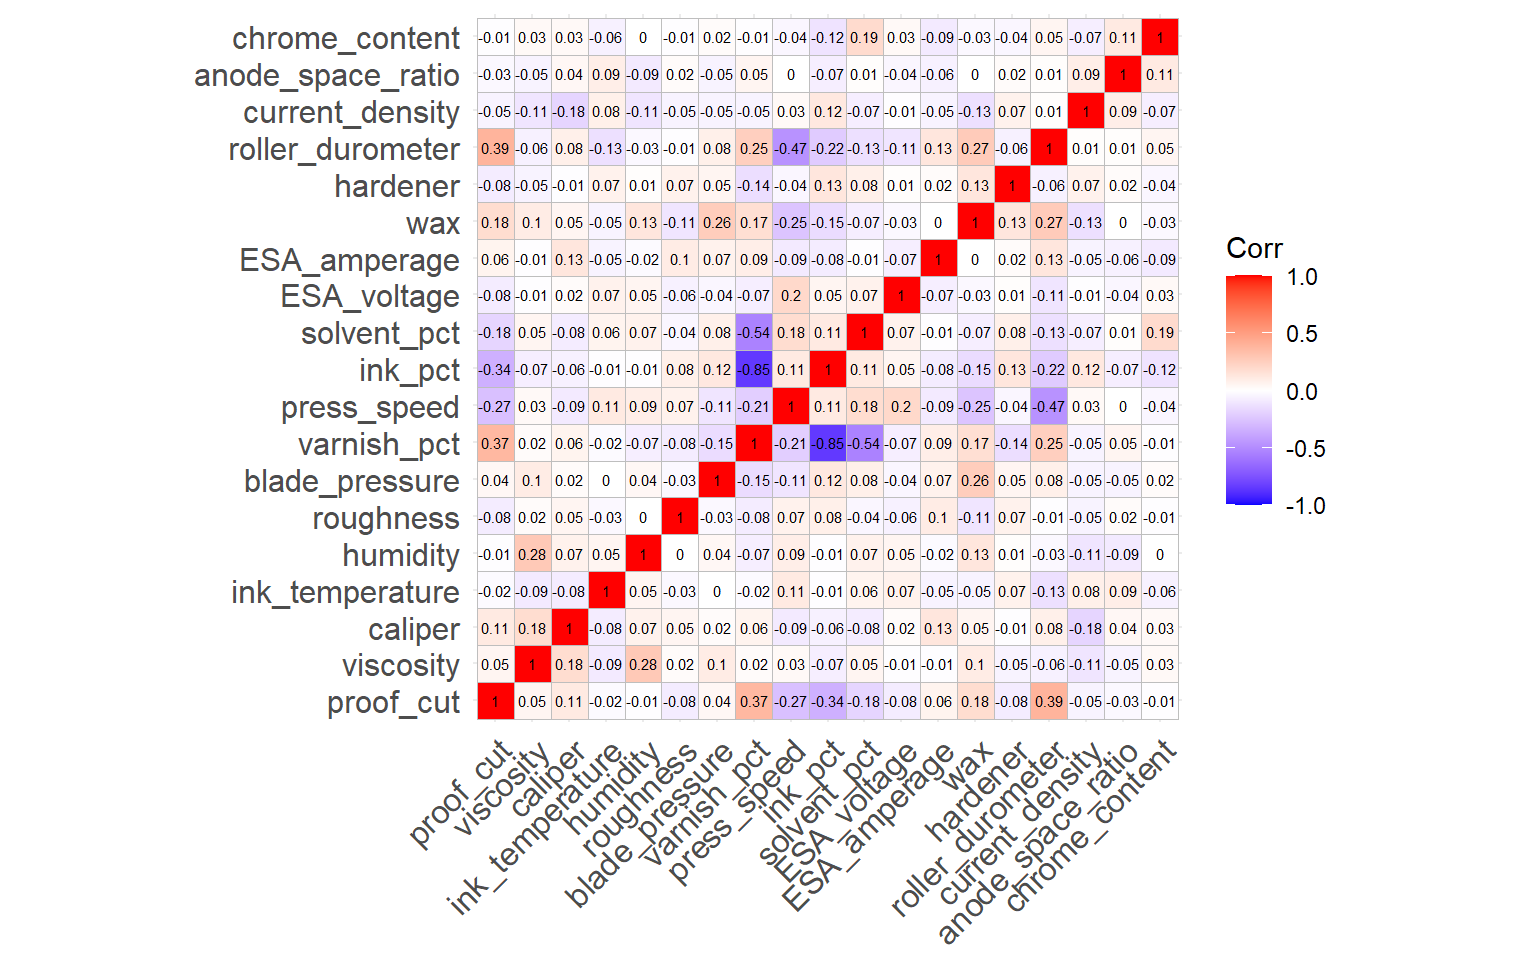 chrome_content -0.01 0.03 0.03 -0.06 0 -0.01 0.02 -0.01 -0.04 -0.12 0.19 0.03 -0.09 -0.03 -0.04 0.05 -0.07 0.11 1
anode_space_ratio -0.03 -0.05 0.04 0.09 -0.09 0.02 -0.05 0.05 0 -0.07 0.01 -0.04 -0.06 0 0.02 0.01 0.09 1 0.11
current_density -0.05 -0.11 -0.18 0.08 -0.11 -0.05 -0.05 -0.05 0.03 0.12 -0.07 -0.01 -0.05 -0.13 0.07 0.01 1 0.09 -0.07
roller_durometer 0.39 -0.06 0.08 -0.13 -0.03 -0.01 0.08 0.25 -0.47 -0.22 -0.13 -0.11 0.13 0.27 -0.06 1 0.01 0.01 0.05
hardener -0.08 -0.05 -0.01 0.07 0.01 0.07 0.05 -0.14 -0.04 0.13 0.08 0.01 0.02 0.13 1 -0.06 0.07 0.02 -0.04
wax 0.18 0.1 0.05 -0.05 0.13 -0.11 0.26 0.17 -0.25 -0.15 -0.07 -0.03 0 1 0.13 0.27 -0.13 0 -0.03
ESA_amperage 0.06 -0.01 0.13 -0.05 -0.02 0.1 0.07 0.09 -0.09 -0.08 -0.01 -0.07 1 0 0.02 0.13 -0.05 -0.06 -0.09
ESA_voltage -0.08 -0.01 0.02 0.07 0.05 -0.06 -0.04 -0.07 0.2 0.05 0.07 1 -0.07 -0.03 0.01 -0.11 -0.01 -0.04 0.03
solvent_pct -0.18 0.05 -0.08 0.06 0.07 -0.04 0.08 -0.54 0.18 0.11 1 0.07 -0.01 -0.07 0.08 -0.13 -0.07 0.01 0.19
ink_pct -0.34 -0.07 -0.06 -0.01 -0.01 0.08 0.12 -0.85 0.11 1 0.11 0.05 -0.08 -0.15 0.13 -0.22 0.12 -0.07 -0.12
press_speed -0.27 0.03 -0.09 0.11 0.09 0.07 -0.11 -0.21 1 0.11 0.18 0.2 -0.09 -0.25 -0.04 -0.47 0.03 0 -0.04
varnish_pct 0.37 0.02 0.06 -0.02 -0.07 -0.08 -0.15 1 -0.21 -0.85 -0.54 -0.07 0.09 0.17 -0.14 0.25 -0.05 0.05 -0.01
blade_pressure 0.04 0.1 0.02 0 0.04 -0.03 1 -0.15 -0.11 0.12 0.08 -0.04 0.07 0.26 0.05 0.08 -0.05 -0.05 0.02
roughness -0.08 0.02 0.05 -0.03 0 1 -0.03 -0.08 0.07 0.08 -0.04 -0.06 0.1 -0.11 0.07 -0.01 -0.05 0.02 -0.01
humidity -0.01 0.28 0.07 0.05 1 0 0.04 -0.07 0.09 -0.01 0.07 0.05 -0.02 0.13 0.01 -0.03 -0.11 -0.09 0
ink_temperature -0.02 -0.09 -0.08 1 0.05 -0.03 0 -0.02 0.11 -0.01 0.06 0.07 -0.05 -0.05 0.07 -0.13 0.08 0.09 -0.06
caliper 0.11 0.18 1 -0.08 0.07 0.05 0.02 0.06 -0.09 -0.06 -0.08 0.02 0.13 0.05 -0.01 0.08 -0.18 0.04 0.03
viscosity 0.05 1 0.18 -0.09 0.28 0.02 0.1 0.02 0.03 -0.07 0.05 -0.01 -0.01 0.1 -0.05 -0.06 -0.11 -0.05 0.03
proof_cut 1 0.05 0.11 -0.02 -0.01 -0.08 0.04 0.37 -0.27 -0.34 -0.18 -0.08 0.06 0.18 -0.08 0.39 -0.05 -0.03 -0.01
proof_cut
viscosity
caliper
ink_temperature
humidity
roughness
blade_pressure
varnish_pct
press_speed
ink_pct
solvent_pct
ESA_voltage
ESA_amperage
wax
hardener
roller_durometer
current_density
anode_space_ratio
chrome_content
Corr
1.0
0.5
0.0
-0.5
-1.0